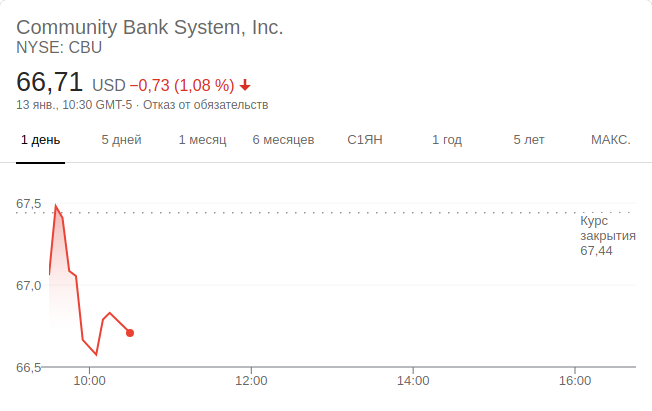 Community Bank System, Inc.
NYSE: CBU
66,71 USD −0,73 (1,08 %)
13 янв., 10:30 GMT-5 · Отказ от обязательств
1 день 5 дней 1 месяц 6 месяцев С1ЯН 1 год 5 лет МАКС.
67,5
Курс
закрытия
67,44
67,0
66,5
10:00 12:00 14:00 16:00